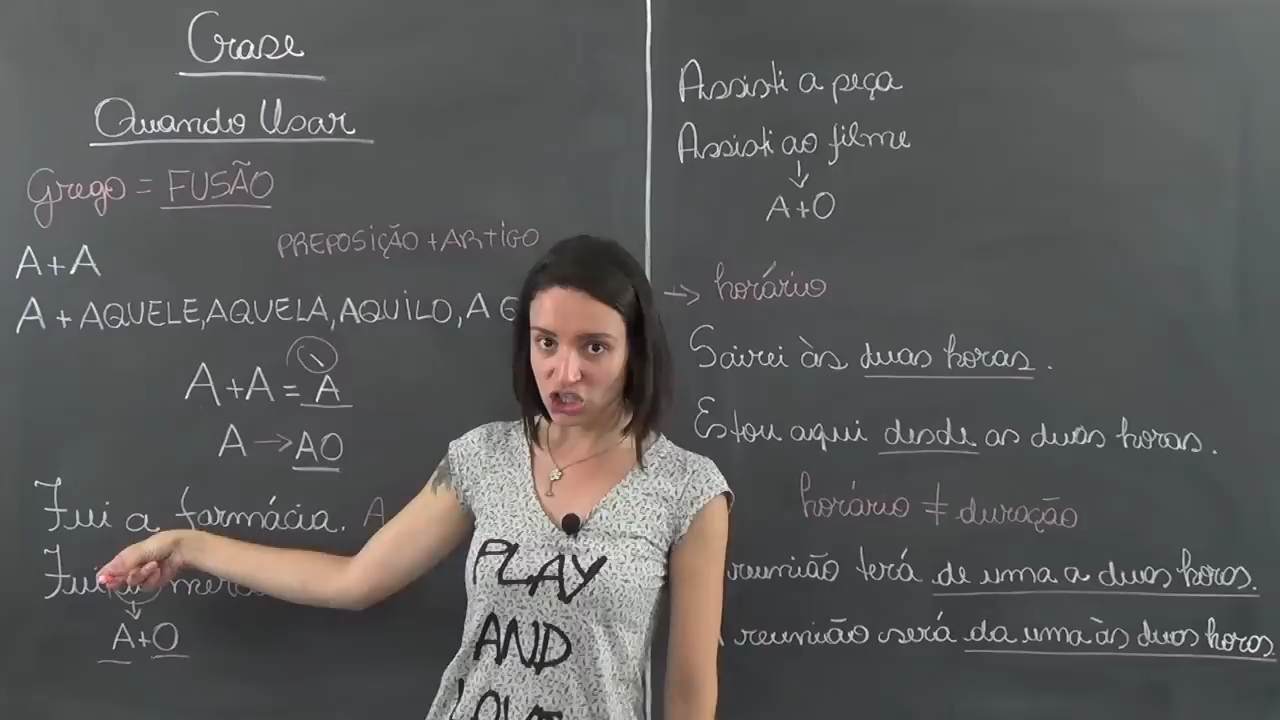 Crase
Quando Usar
Grego = FUSÃO
PREPOSIÇÃO + ARTIGO
A+A
A + AQUELE, AQUELA, AQUILO, A
A+A = A
A → AO
Fui a farmácia. A
Fui
A+O
Assisti a peça
Assisti ao filme
↓
A+O
→ horário
Sairei às duas horas.
Estou aqui desde as duas horas.
horário ≠ duração
reunião terá de uma a duas horas.
reunião será da uma às duas horas.
PLAY
AND